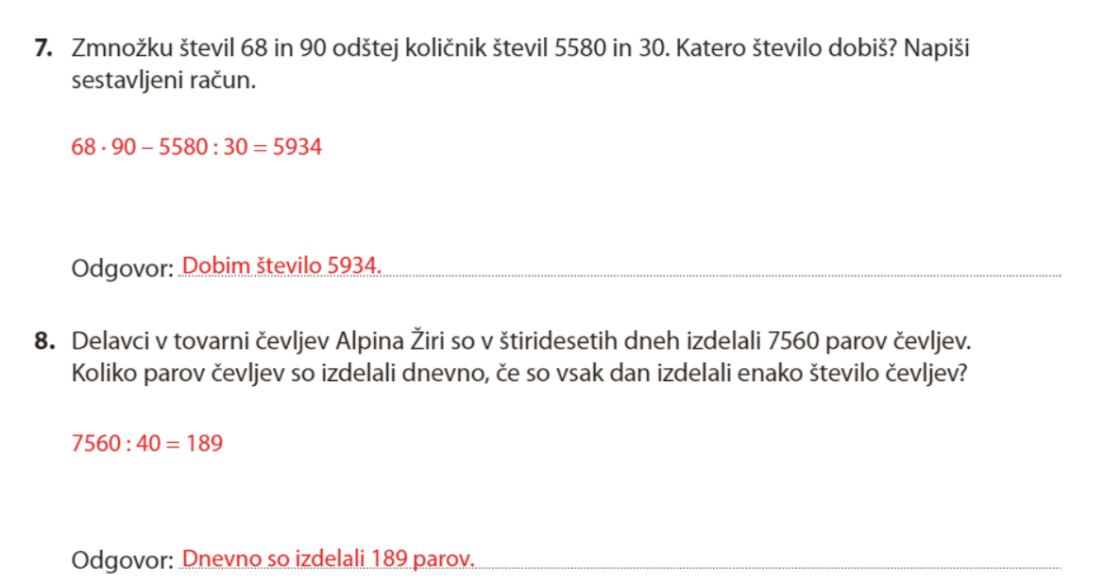 7. Zmnožku števil 68 in 90 odštej količnik števil 5580 in 30. Katero število dobiš? Napiši
sestavljeni račun.
68 · 90 – 5580 : 30 = 5934
Odgovor: Dobim število 5934.
8. Delavci v tovarni čevljev Alpina Žiri so v štiridesetih dneh izdelali 7560 parov čevljev.
Koliko parov čevljev so izdelali dnevno, če so vsak dan izdelali enako število čevljev?
7560 : 40 = 189
Odgovor: Dnevno so izdelali 189 parov.